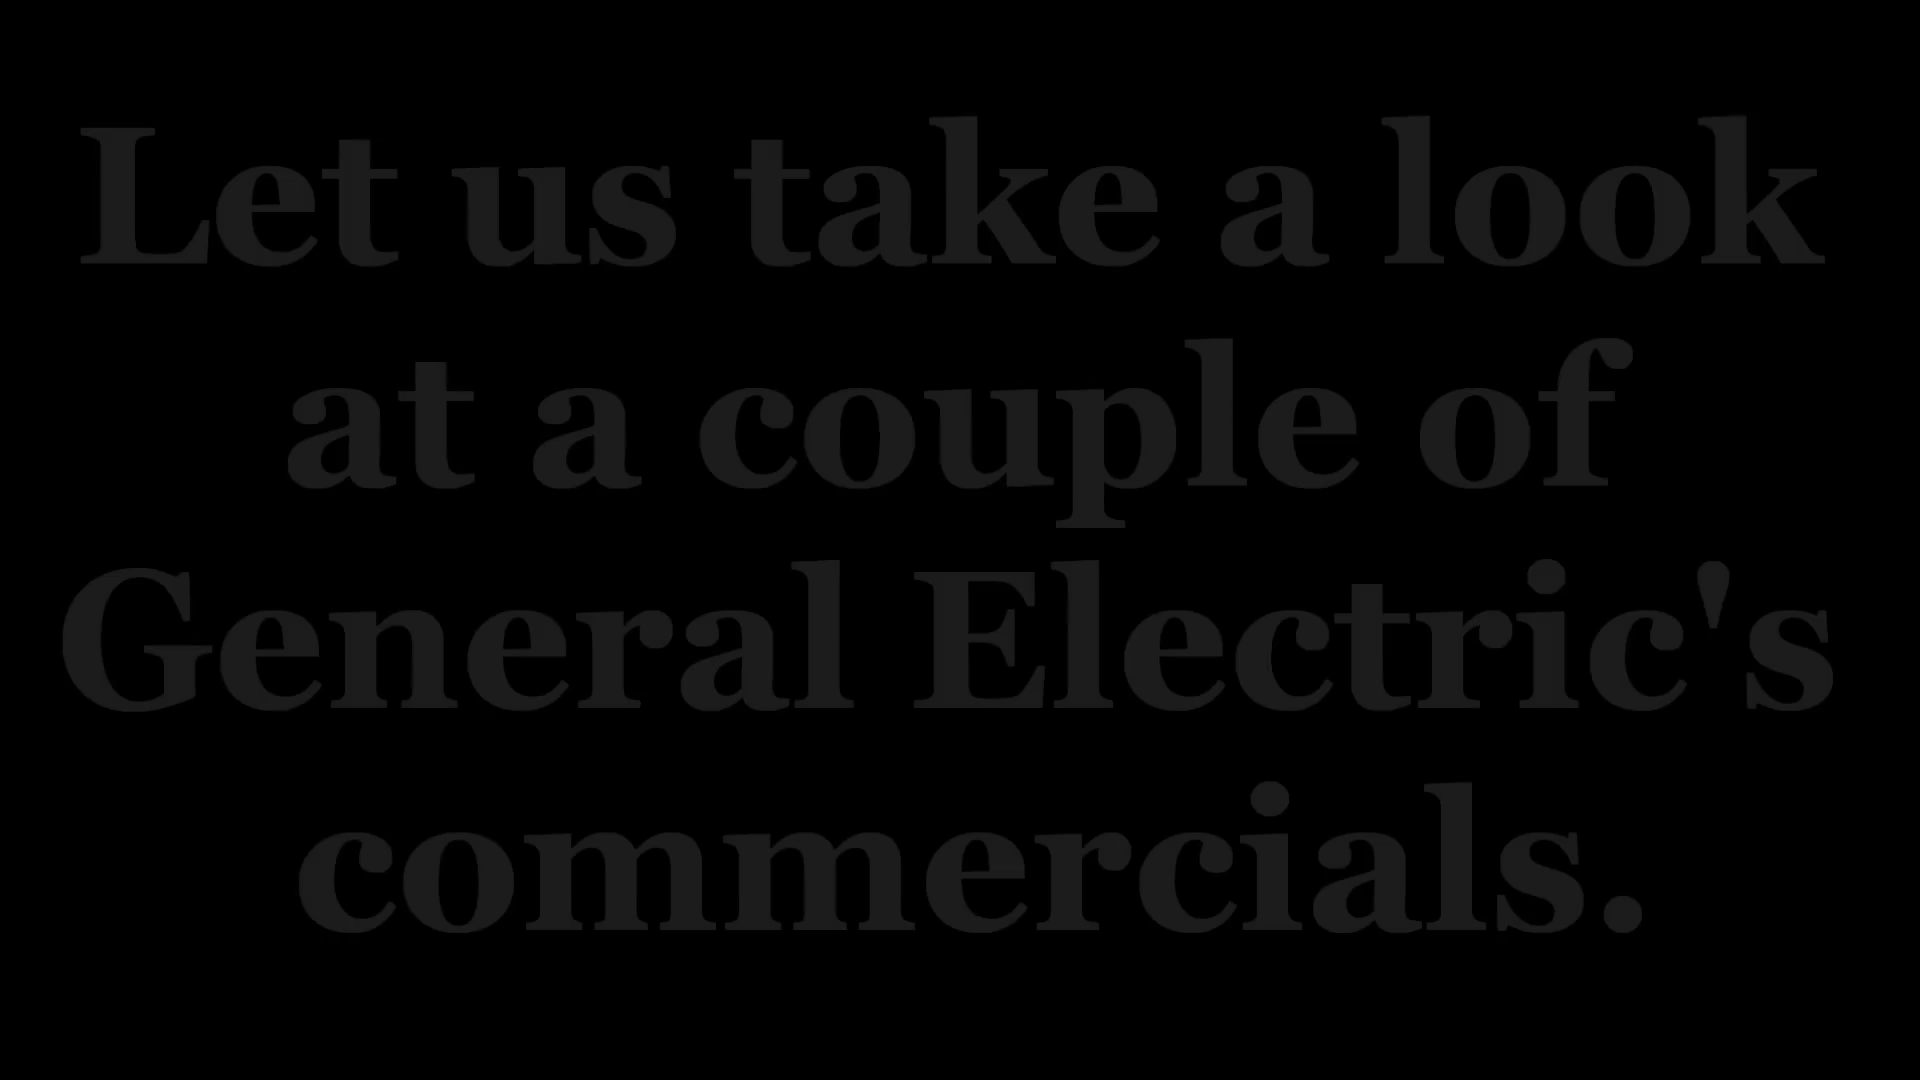 Let us take a look
at a couple of
General Electric's
commercials.